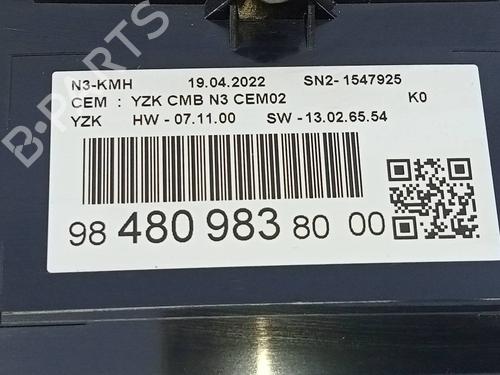 N3-KMH 19.04.2022 SN2- 1547925
CEM : YZK CMB N3 CEM02 K0
YZK HW - 07.11.00 SW - 13.02.65.54
98 480 983 80 00
B-Parts